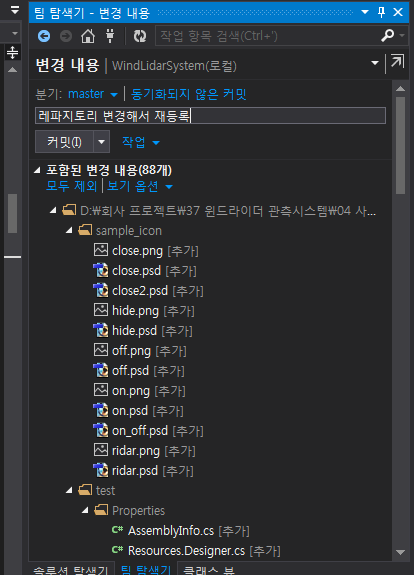 팀 탐색기 - 변경 내용
작업 항목 검색(Ctrl+')
변경 내용 | WindLidarSystem(로컬)
분기: master | 동기화되지 않은 커밋
레파지토리 변경해서 재등록
커밋(I) 작업
포함된 변경 내용(88개)
모두 제외 | 보기 옵션
D:\회사 프로젝트\37 윈드라이더 관측시스템\04 사...
sample_icon
close.png [추가]
close.psd [추가]
close2.psd [추가]
hide.png [추가]
hide.psd [추가]
off.png [추가]
off.psd [추가]
on.png [추가]
on.psd [추가]
on_off.psd [추가]
ridar.png [추가]
ridar.psd [추가]
test
Properties
C# AssemblyInfo.cs [추가]
C# Resources.Designer.cs [추가]
솔루션 탐색기 팀 탐색기 클래스 뷰